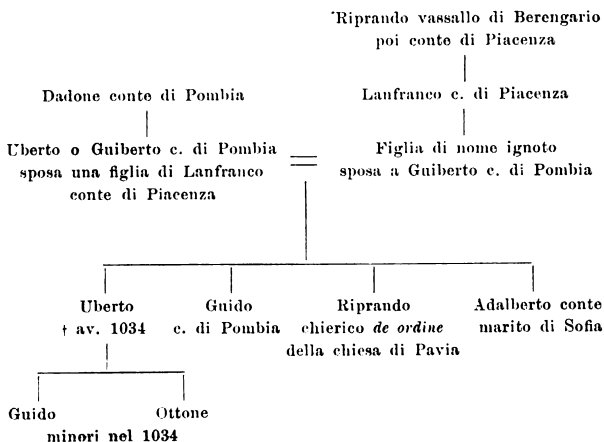 Riprando vassallo di Berengario
poi conte di Piacenza
Dadone conte di Pombia
Lanfranco c. di Piacenza
Uberto o Guiberto c. di Pombia
sposa una figlia di Lanfranco
conte di Piacenza
Figlia di nome ignoto
sposa a Guiberto c. di Pombia
Uberto
† av. 1034
Guido
c. di Pombia
Riprando
chierico de ordine
della chiesa di Pavia
Adalberto conte
marito di Sofia
Guido
Ottone
minori nel 1034